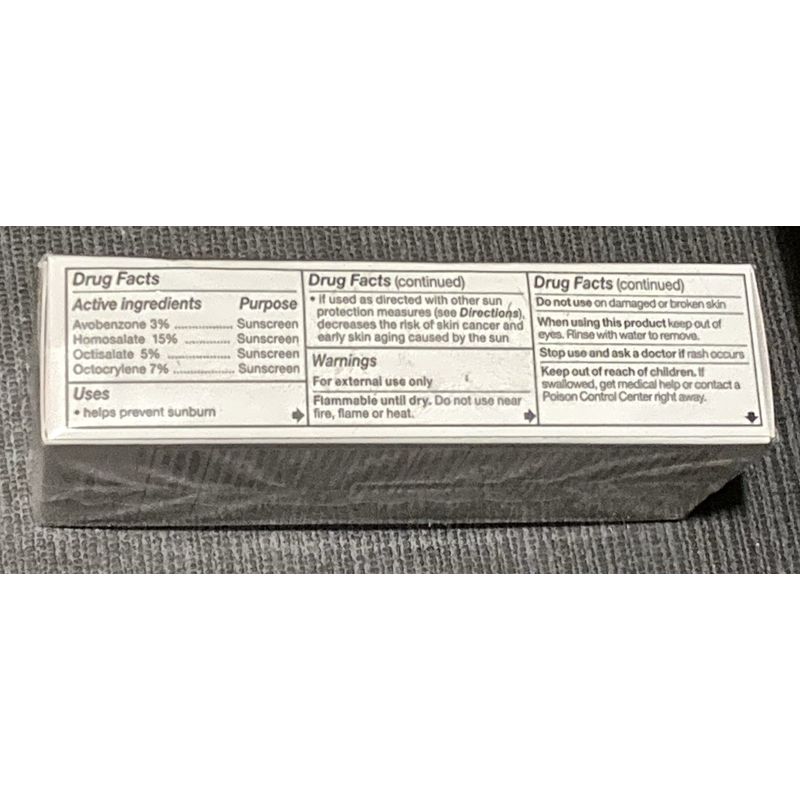 Drug Facts
Active ingredients Purpose
Avobenzone 3% ................ Sunscreen
Homosalate 15% ............ Sunscreen
Octisalate 5% ................. Sunscreen
Octocrylene 7% ................ Sunscreen
Uses
• helps prevent sunburn
Drug Facts (continued)
• if used as directed with other sun
protection measures (see Directions),
decreases the risk of skin cancer and
early skin aging caused by the sun
Warnings
For external use only
Flammable until dry. Do not use near
fire, flame or heat.
Drug Facts (continued)
Do not use on damaged or broken skin
When using this product keep out of
eyes. Rinse with water to remove.
Stop use and ask a doctor if rash occurs
Keep out of reach of children. If
swallowed, get medical help or contact a
Poison Control Center right away.